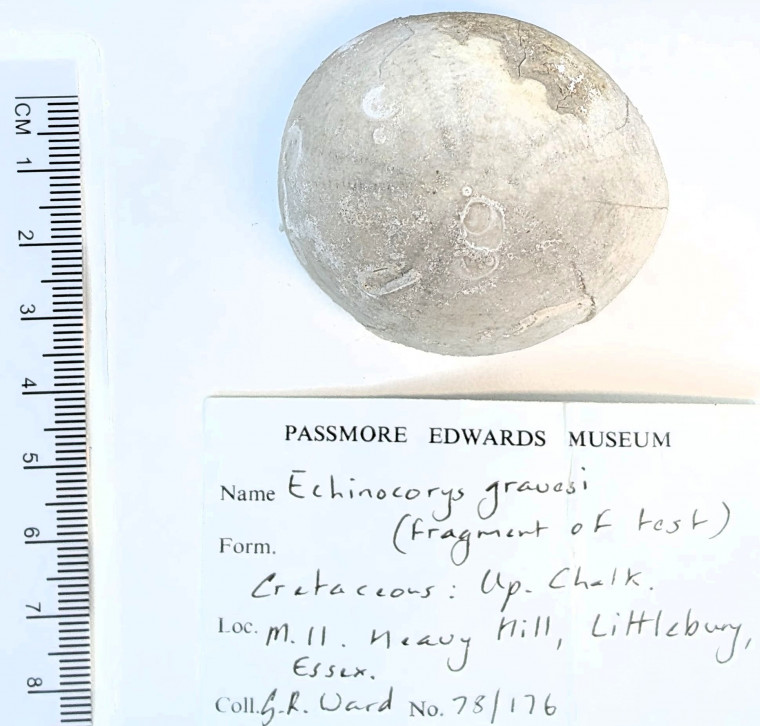 CM
1
2
3
4
5
6
7
8
PASSMORE EDWARDS MUSEUM
Name Echinocorys gravesi
(fragment of test)
Form.
Cretaceous: Up. Chalk.
Loc. M.11. Heavy Hill, Littlebury,
Essex.
Coll. G.R. Ward No. 78/176